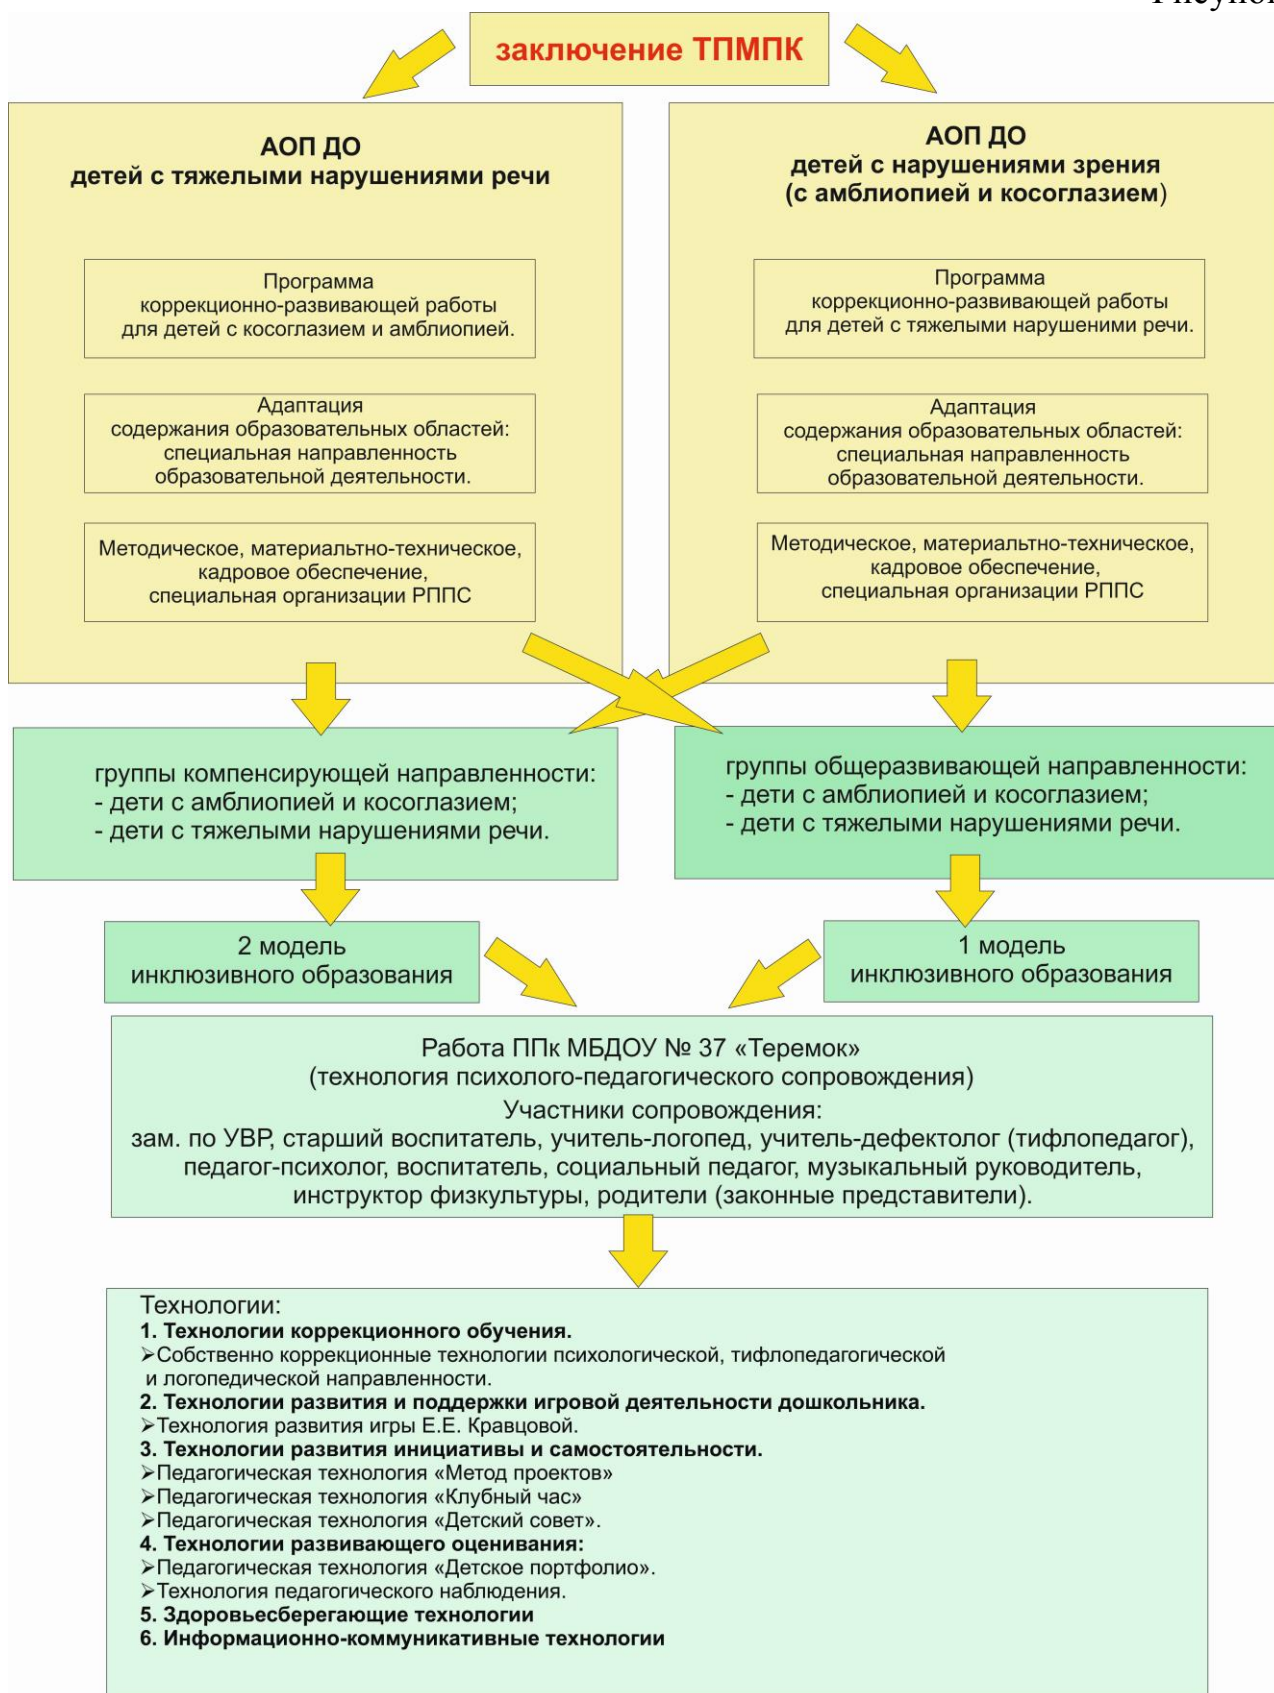 заключение ТПМПК
АОП ДО
детей с тяжелыми нарушениями речи
Программа
коррекционно-развивающей работы
для детей с косоглазием и амблиопией.
Адаптация
содержания образовательных областей:
специальная направленность
образовательной деятельности.
Методическое, материальтно-техническое,
кадровое обеспечение,
специальная организации РППС
АОП ДО
детей с нарушениями зрения
(с амблиопией и косоглазием)
Программа
коррекционно-развивающей работы
для детей с тяжелыми нарушеними речи.
Адаптация
содержания образовательных областей:
специальная направленность
образовательной деятельности.
Методическое, материальтно-техническое,
кадровое обеспечение,
специальная организации РППС
группы компенсирующей направленности:
- дети с амблиопией и косоглазием;
- дети с тяжелыми нарушениями речи.
группы общеразвивающей направленности:
- дети с амблиопией и косоглазием;
- дети с тяжелыми нарушениями речи.
2 модель
инклюзивного образования
1 модель
инклюзивного образования
Работа ППк МБДОУ № 37 «Теремок»
(технология психолого-педагогического сопровождения)
Участники сопровождения:
зам. по УВР, старший воспитатель, учитель-логопед, учитель-дефектолог (тифлопедагог),
педагог-психолог, воспитатель, социальный педагог, музыкальный руководитель,
инструктор физкультуры, родители (законные представители).
Технологии:
1. Технологии коррекционного обучения.
➢Собственно коррекционные технологии психологической, тифлопедагогической
и логопедической направленности.
2. Технологии развития и поддержки игровой деятельности дошкольника.
➢Технология развития игры Е.Е. Кравцовой.
3. Технологии развития инициативы и самостоятельности.
➢Педагогическая технология «Метод проектов»
➢Педагогическая технология «Клубный час»
➢Педагогическая технология «Детский совет».
4. Технологии развивающего оценивания:
➢Педагогическая технология «Детское портфолио».
➢Технология педагогического наблюдения.
5. Здоровьесберегающие технологии
6. Информационно-коммуникативные технологии